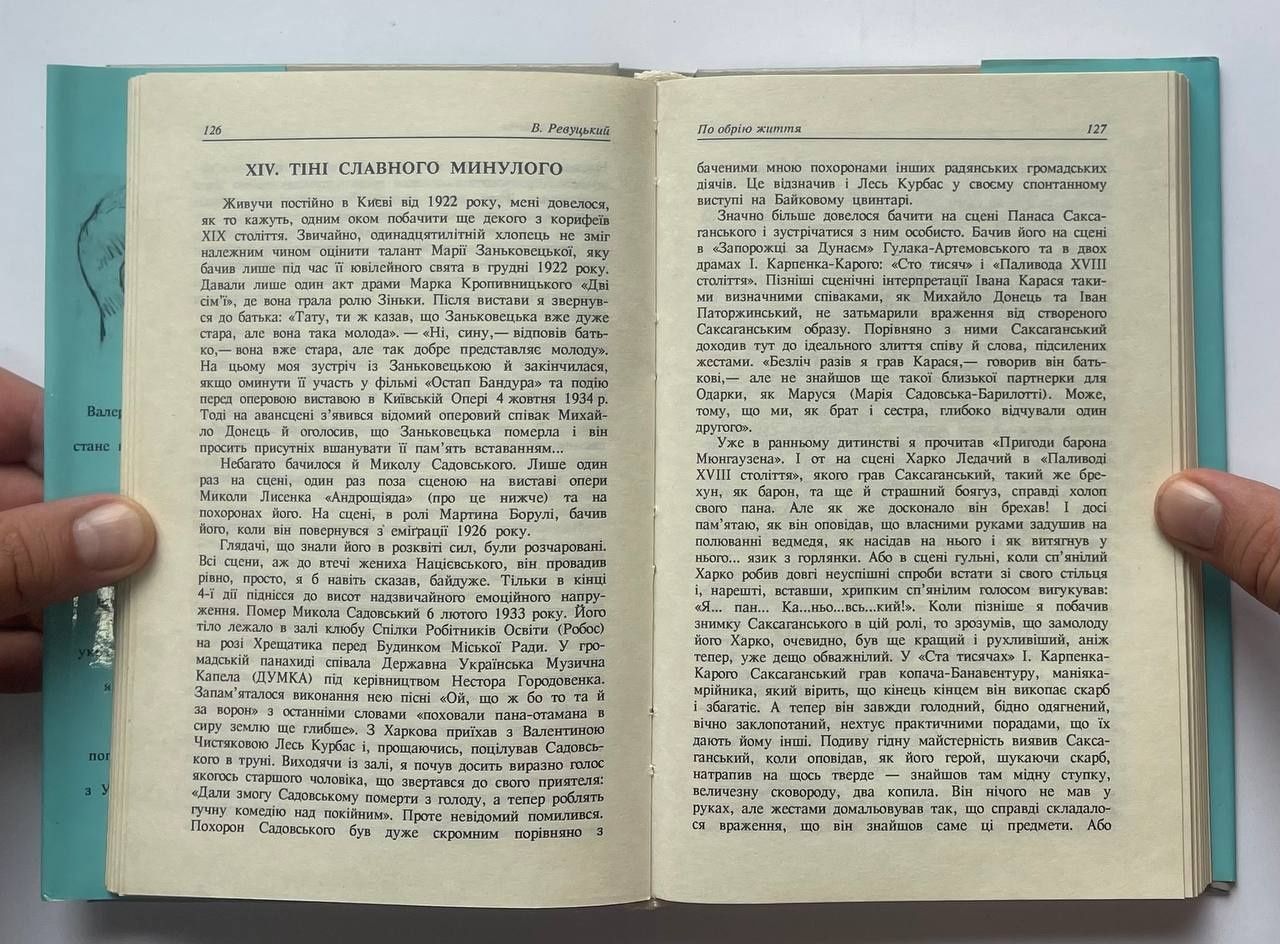 Валер
стане
ук
я
пог
з У
126
В. Ревуцький
XIV. ТІНІ СЛАВНОГО МИНУЛОГО
Живучи постійно в Києві від 1922 року, мені довелося,
як то кажуть, одним оком побачити ще декого з корифеїв
XIX століття. Звичайно, одинадцятилітній хлопець не зміг
належним чином оцінити талант Марії Заньковецької, яку
бачив лише під час її ювілейного свята в грудні 1922 року.
Давали лише один акт драми Марка Кропивницького «Дві
сім’ї», де вона грала ролю Зіньки. Після вистави я звернув-
ся до батька: «Тату, ти ж казав, що Заньковецька вже дуже
стара, але вона така молода».— «Ні, сину,— відповів бать-
ко,— вона вже стара, але так добре представляє молоду».
На цьому моя зустріч із Заньковецькою й закінчилася,
якщо оминути її участь у фільмі «Остап Бандура» та подію
перед оперовою виставою в Київській Опері 4 жовтня 1934 р.
Тоді на авансцені з’явився відомий оперовий співак Михай-
ло Донець й оголосив, що Заньковецька померла і він
просить присутніх вшанувати її пам’ять вставанням...
Небагато бачилося й Миколу Садовського. Лише один
раз на сцені, один раз поза сценою на виставі опери
Миколи Лисенка «Андрощіяда» (про це нижче) та на
похоронах його. На сцені, в ролі Мартина Борулі, бачив
його, коли він повернувся з еміґрації 1926 року.
Глядачі, що знали його в розквіті сил, були розчаровані.
Всі сцени, аж до втечі жениха Націєвського, він провадив
рівно, просто, я б навіть сказав, байдуже. Тільки в кінці
4-ї дії піднісся до висот надзвичайного емоційного напру-
ження. Помер Микола Садовський 6 лютого 1933 року. Його
тіло лежало в залі клюбу Спілки Робітників Освіти (Робос)
на розі Хрещатика перед Будинком Міської Ради. У гро-
мадській панахиді співала Державна Українська Музична
Капела (ДУМКА) під керівництвом Нестора Городовенка.
Запам’яталося виконання нею пісні «Ой, що ж бо то та й
за ворон» з останніми словами «поховали пана-отамана в
сиру землю ще глибше». З Харкова приїхав з Валентиною
Чистяковою Лесь Курбас і, прощаючись, поцілував Садовсь-
кого в труні. Виходячи із залі, я почув досить виразно голос
якогось старшого чоловіка, що звертався до свого приятеля:
«Дали змогу Садовському померти з голоду, а тепер роблять
гучну комедію над покійним». Проте невідомий помилився.
Похорон Садовського був дуже скромним порівняно з
По обрію життя
127
баченими мною похоронами інших радянських громадських
діячів. Це відзначив і Лесь Курбас у своєму спонтанному
виступі на Байковому цвинтарі.
Значно більше довелося бачити на сцені Панаса Сакса-
ганського і зустрічатися з ним особисто. Бачив його на сцені
в «Запорожці за Дунаєм» Гулака-Артемовського та в двох
драмах І. Карпенка-Карого: «Сто тисяч» і «Паливода XVIII
століття». Пізніші сценічні інтерпретації Івана Карася таки-
ми визначними співаками, як Михайло Донець та Іван
Паторжинський, не затьмарили враження від створеного
Саксаганським образу. Порівняно з ними Саксаганський
доходив тут до ідеального злиття співу й слова, підсилених
жестами. «Безліч разів я грав Карася,— говорив він бать-
кові,— але не знайшов ще такої близької партнерки для
Одарки, як Маруся (Марія Садовська-Барілотті). Може,
тому, що ми, як брат і сестра, глибоко відчували один
другого».
Уже в ранньому дитинстві я прочитав «Пригоди барона
Мюнгаузена». І от на сцені Харко Ледачий в «Паливоді
XVIII століття», якого грав Саксаганський, такий же бре-
хун, як барон, та ще й страшний боягуз, справді холоп
свого пана. Але як же досконало він брехав! І досі
пам’ятаю, як він оповідав, що власними руками задушив на
полюванні ведмедя, як насідав на нього і як витягнув у
нього... язик з горлянки. Або в сцені гульні, коли сп’янілий
Харко робив довгі неуспішні спроби встати зі свого стільця
і, нарешті, вставши, хрипким сп’янілим голосом вигукував:
«Я... пан... Ка...ньо...всь...кий!». Коли пізніше я побачив
знимку Саксаганського в цій ролі, то зрозумів, що замолоду
його Харко, очевидно, був ще кращий і рухливіший, аніж
тепер, уже дещо обважнілий. У «Ста тисячах» І. Карпенка-
Карого Саксаганський грав копача-Банавентуру, маніяка-
мрійника, який вірить, що кінець кінцем він викопає скарб
і збагатіє. А тепер він завжди голодний, бідно одягнений,
вічно заклопотаний, нехтує практичними порадами, що їх
дають йому інші. Подиву гідну майстерність виявив Сакса-
ганський, коли оповідав, як його герой, шукаючи скарб,
натрапив на щось тверде — знайшов там мідну ступку,
величезну сковороду, два копила. Він нічого не мав у
руках, але жестами домальовував так, що справді складало-
ся враження, що він знайшов саме ці предмети. Або